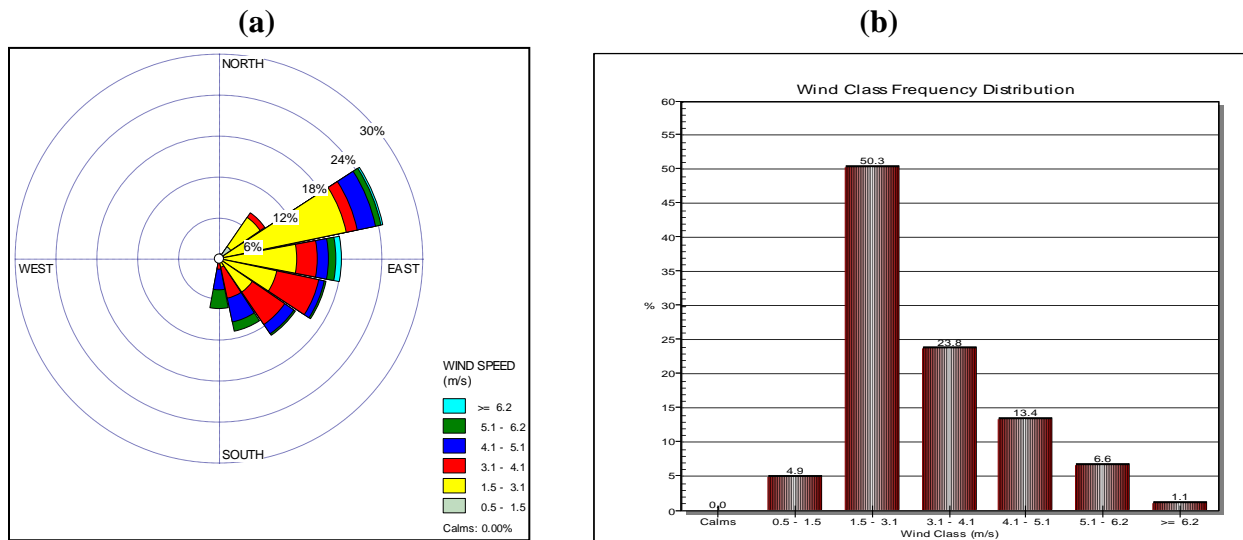 (a)
NORTH
30%
24%
18%
12%
6%
WEST
EAST
SOUTH
WIND SPEED
(m/s)
>= 6.2
5.1 - 6.2
4.1 - 5.1
3.1 - 4.1
1.5 - 3.1
0.5 - 1.5
Calms: 0.00%
(b)
Wind Class Frequency Distribution
60
55
50
45
40
35
30
25
20
15
10
5
0
%
0.0
4.9
50.3
23.8
13.4
6.6
1.1
Calms 0.5 - 1.5 1.5 - 3.1 3.1 - 4.1 4.1 - 5.1 5.1 - 6.2 >= 6.2
Wind Class (m/s)